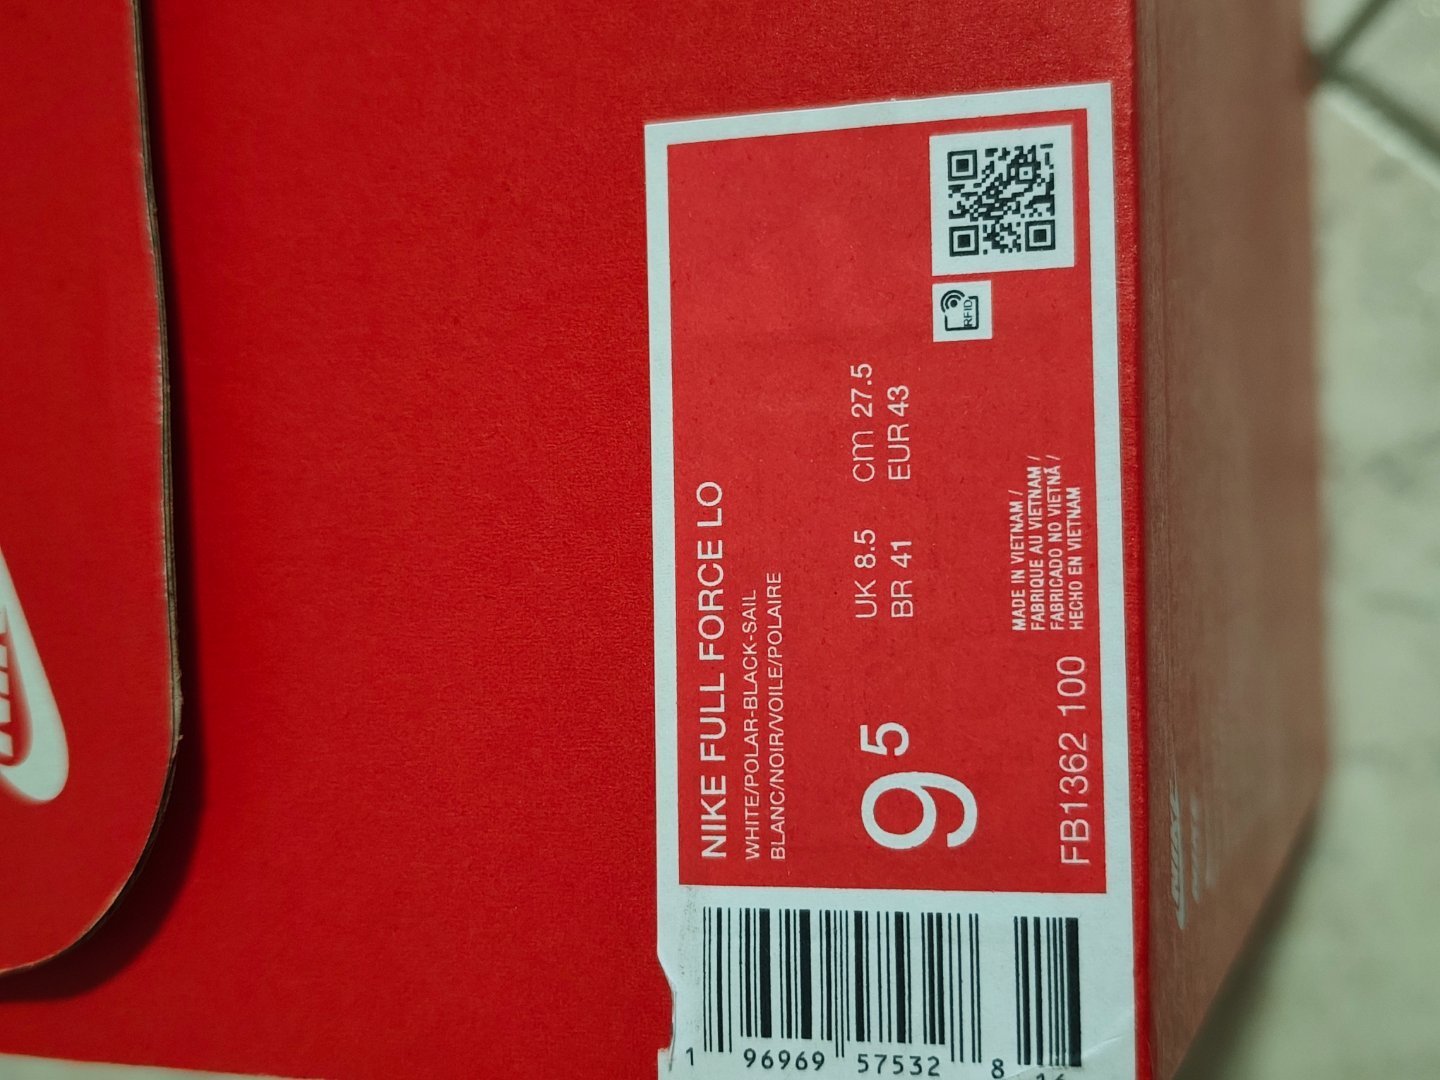 NIKE FULL FORCE LO
WHITE/POLAR-BLACK-SAIL
BLANC/NOIR/VOILE/POLAIRE
9.5
UK 8.5 cm 27.5
BR 41 EUR 43
FB1362 100
MADE IN VIETNAM /
FABRIQUE AU VIETNAM /
FABRICADO NO VIETNÃ /
HECHO EN VIETNAM
RFID
1 96969 57532 8